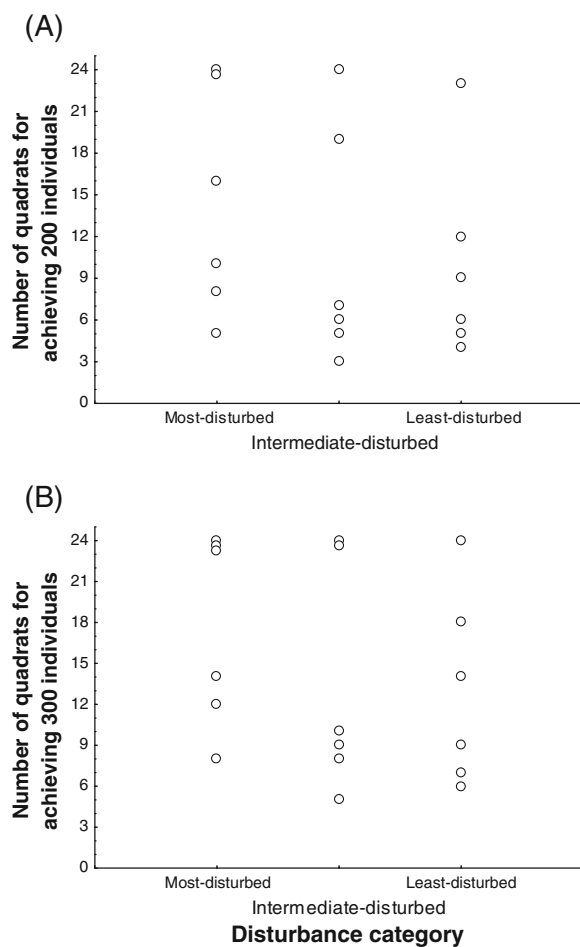 (A)
Number of quadrats for
achieving 200 individuals
24
21
18
15
12
9
6
3
0
Most-disturbed
Least-disturbed
Intermediate-disturbed
(B)
Number of quadrats for
achieving 300 individuals
24
21
18
15
12
9
6
3
0
Most-disturbed
Least-disturbed
Intermediate-disturbed
Disturbance category